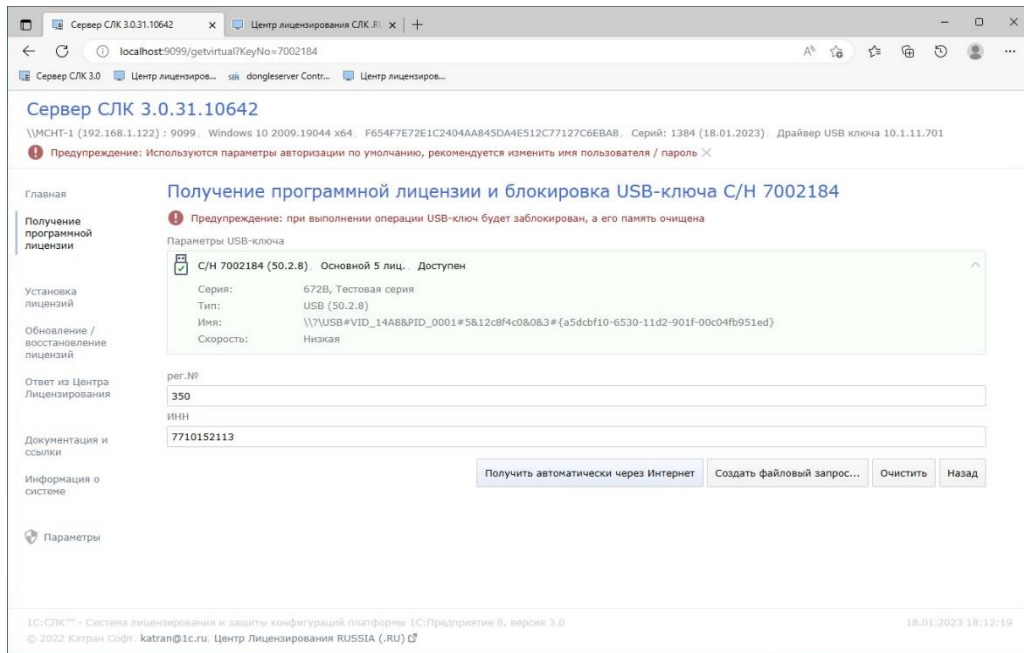 Сервер СЛК 3.0.31.10642
Центр лицензирования СЛК .RU
localhost:9099/getvirtual?KeyNo=7002184
Сервер СЛК 3.0
Центр лицензиров...
dongleserver Contr...
Центр лицензиров...
Сервер СЛК 3.0.31.10642
\\МСНТ-1 (192.168.1.122) : 9099, Windows 10 2009.19044 x64, F654F7E72E1C2404AA845DA4E512C77127C6EBA8, Серий: 1384 (18.01.2023), Драйвер USB ключа 10.1.11.701
Предупреждение: Используются параметры авторизации по умолчанию, рекомендуется изменить имя пользователя / пароль
Главная
Получение
программной
лицензии
Установка
лицензий
Обновление /
восстановление
лицензий
Ответ из Центра
Лицензирования
Документация и
ссылки
Информация о
системе
Параметры
Получение программной лицензии и блокировка USB-ключа С/Н 7002184
Предупреждение: при выполнении операции USB-ключ будет заблокирован, а его память очищена
Параметры USB-ключа
С/Н 7002184 (50.2.8), Основной 5 лиц., Доступен
Серия: 672B, Тестовая серия
Тип: USB (50.2.8)
Имя: \\?\USB#VID_14A8&PID_0001#5&12c8f4c0&0&3#{a5dcbf10-6530-11d2-901f-00c04fb951ed}
Скорость: Низкая
рег.№
350
ИНН
7710152113
Получить автоматически через Интернет
Создать файловый запрос...
Очистить
Назад
1С:СЛК™ - Система лицензирования и защиты конфигураций платформы 1С:Предприятие 8, версия 3.0
18.01.2023 18:12:19
© 2022 Катран Софт, katran@1c.ru, Центр Лицензирования RUSSIA (.RU)